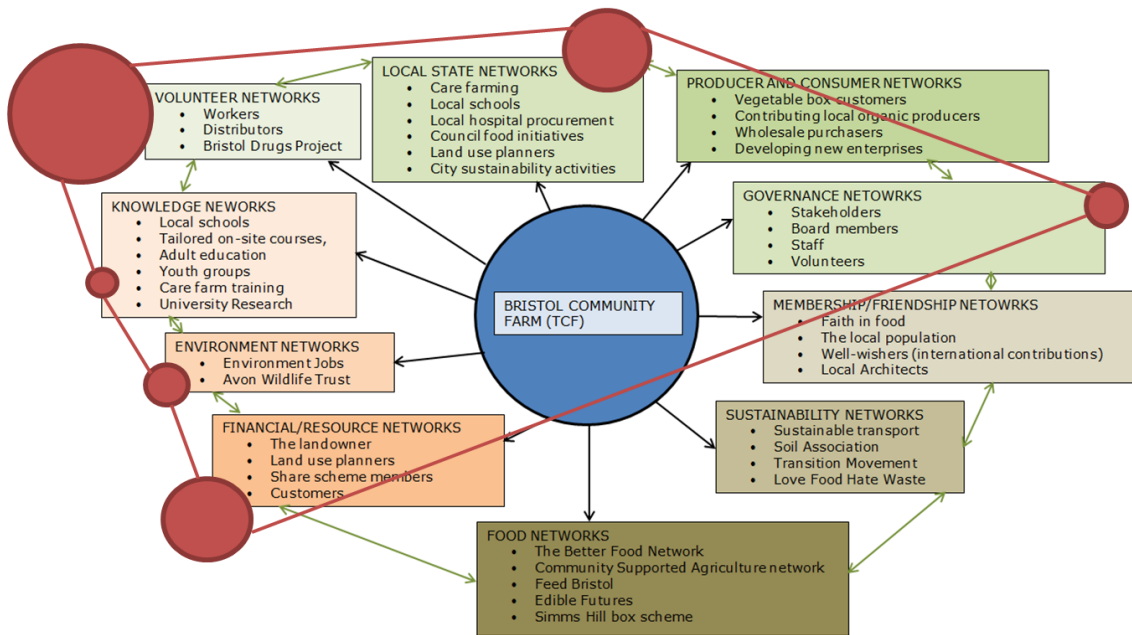 VOLUNTEER NETWORKS
• Workers
• Distributors
• Bristol Drugs Project
LOCAL STATE NETWORKS
• Care farming
• Local schools
• Local hospital procurement
• Council food initiatives
• Land use planners
• City sustainability activities
PRODUCER AND CONSUMER NETWORKS
• Vegetable box customers
• Contributing local organic producers
• Wholesale purchasers
• Developing new enterprises
KNOWLEDGE NEWORKS
• Local schools
• Tailored on-site courses,
• Adult education
• Youth groups
• Care farm training
• University Research
GOVERNANCE NETOWRKS
• Stakeholders
• Board members
• Staff
• Volunteers
BRISTOL COMMUNITY
FARM (TCF)
MEMBERSHIP/FRIENDSHIP NETOWRKS
• Faith in food
• The local population
• Well-wishers (international contributions)
• Local Architects
ENVIRONMENT NETWORKS
• Environment Jobs
• Avon Wildlife Trust
FINANCIAL/RESOURCE NETWORKS
• The landowner
• Land use planners
• Share scheme members
• Customers
SUSTAINABILITY NETWORKS
• Sustainable transport
• Soil Association
• Transition Movement
• Love Food Hate Waste
FOOD NETWORKS
• The Better Food Network
• Community Supported Agriculture network
• Feed Bristol
• Edible Futures
• Simms Hill box scheme